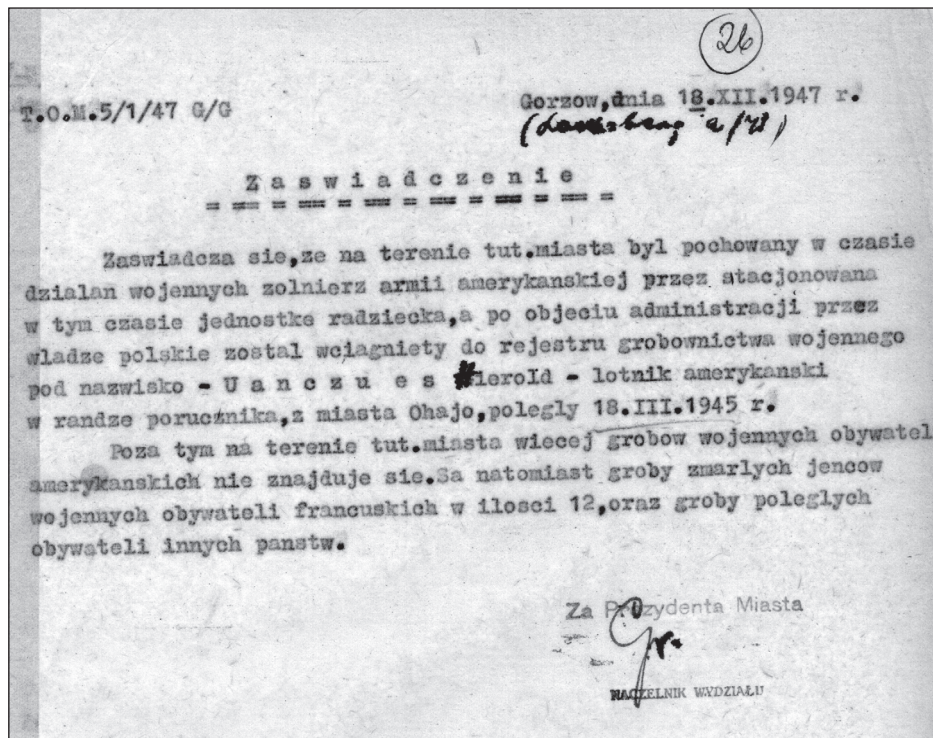 26
T.O.M.5/1/47 G/G
Gorzow,dnia 18.XII.1947 r.
Zaswiadczenie
= = = = = = = = = = = = =
Zaswiadcza sie,ze na terenie tut.miasta byl pochowany w czasie
dzialan wojennych zolnierz armii amerykanskiej przez stacjonowana
w tym czasie jednostke radziecka,a po objeciu administracji przez
wladze polskie zostal wciagniety do rejestru grobownictwa wojennego
pod nazwisko - U a n c z u e s HieroId - lotnik amerykanski
w randze porucznika,z miasta Ohajo,polegly 18.III.1945 r.
Poza tym na terenie tut.miasta wiecej grobow wojennych obywatel
amerykanskich nie znajduje sie.Sa natomiast groby zmarlych jencow
wojennych obywateli francuskich w ilosci 12,oraz groby poleglych
obywateli innych panstw.
Za Prezydenta Miasta
NACZELNIK WYDZIAŁU